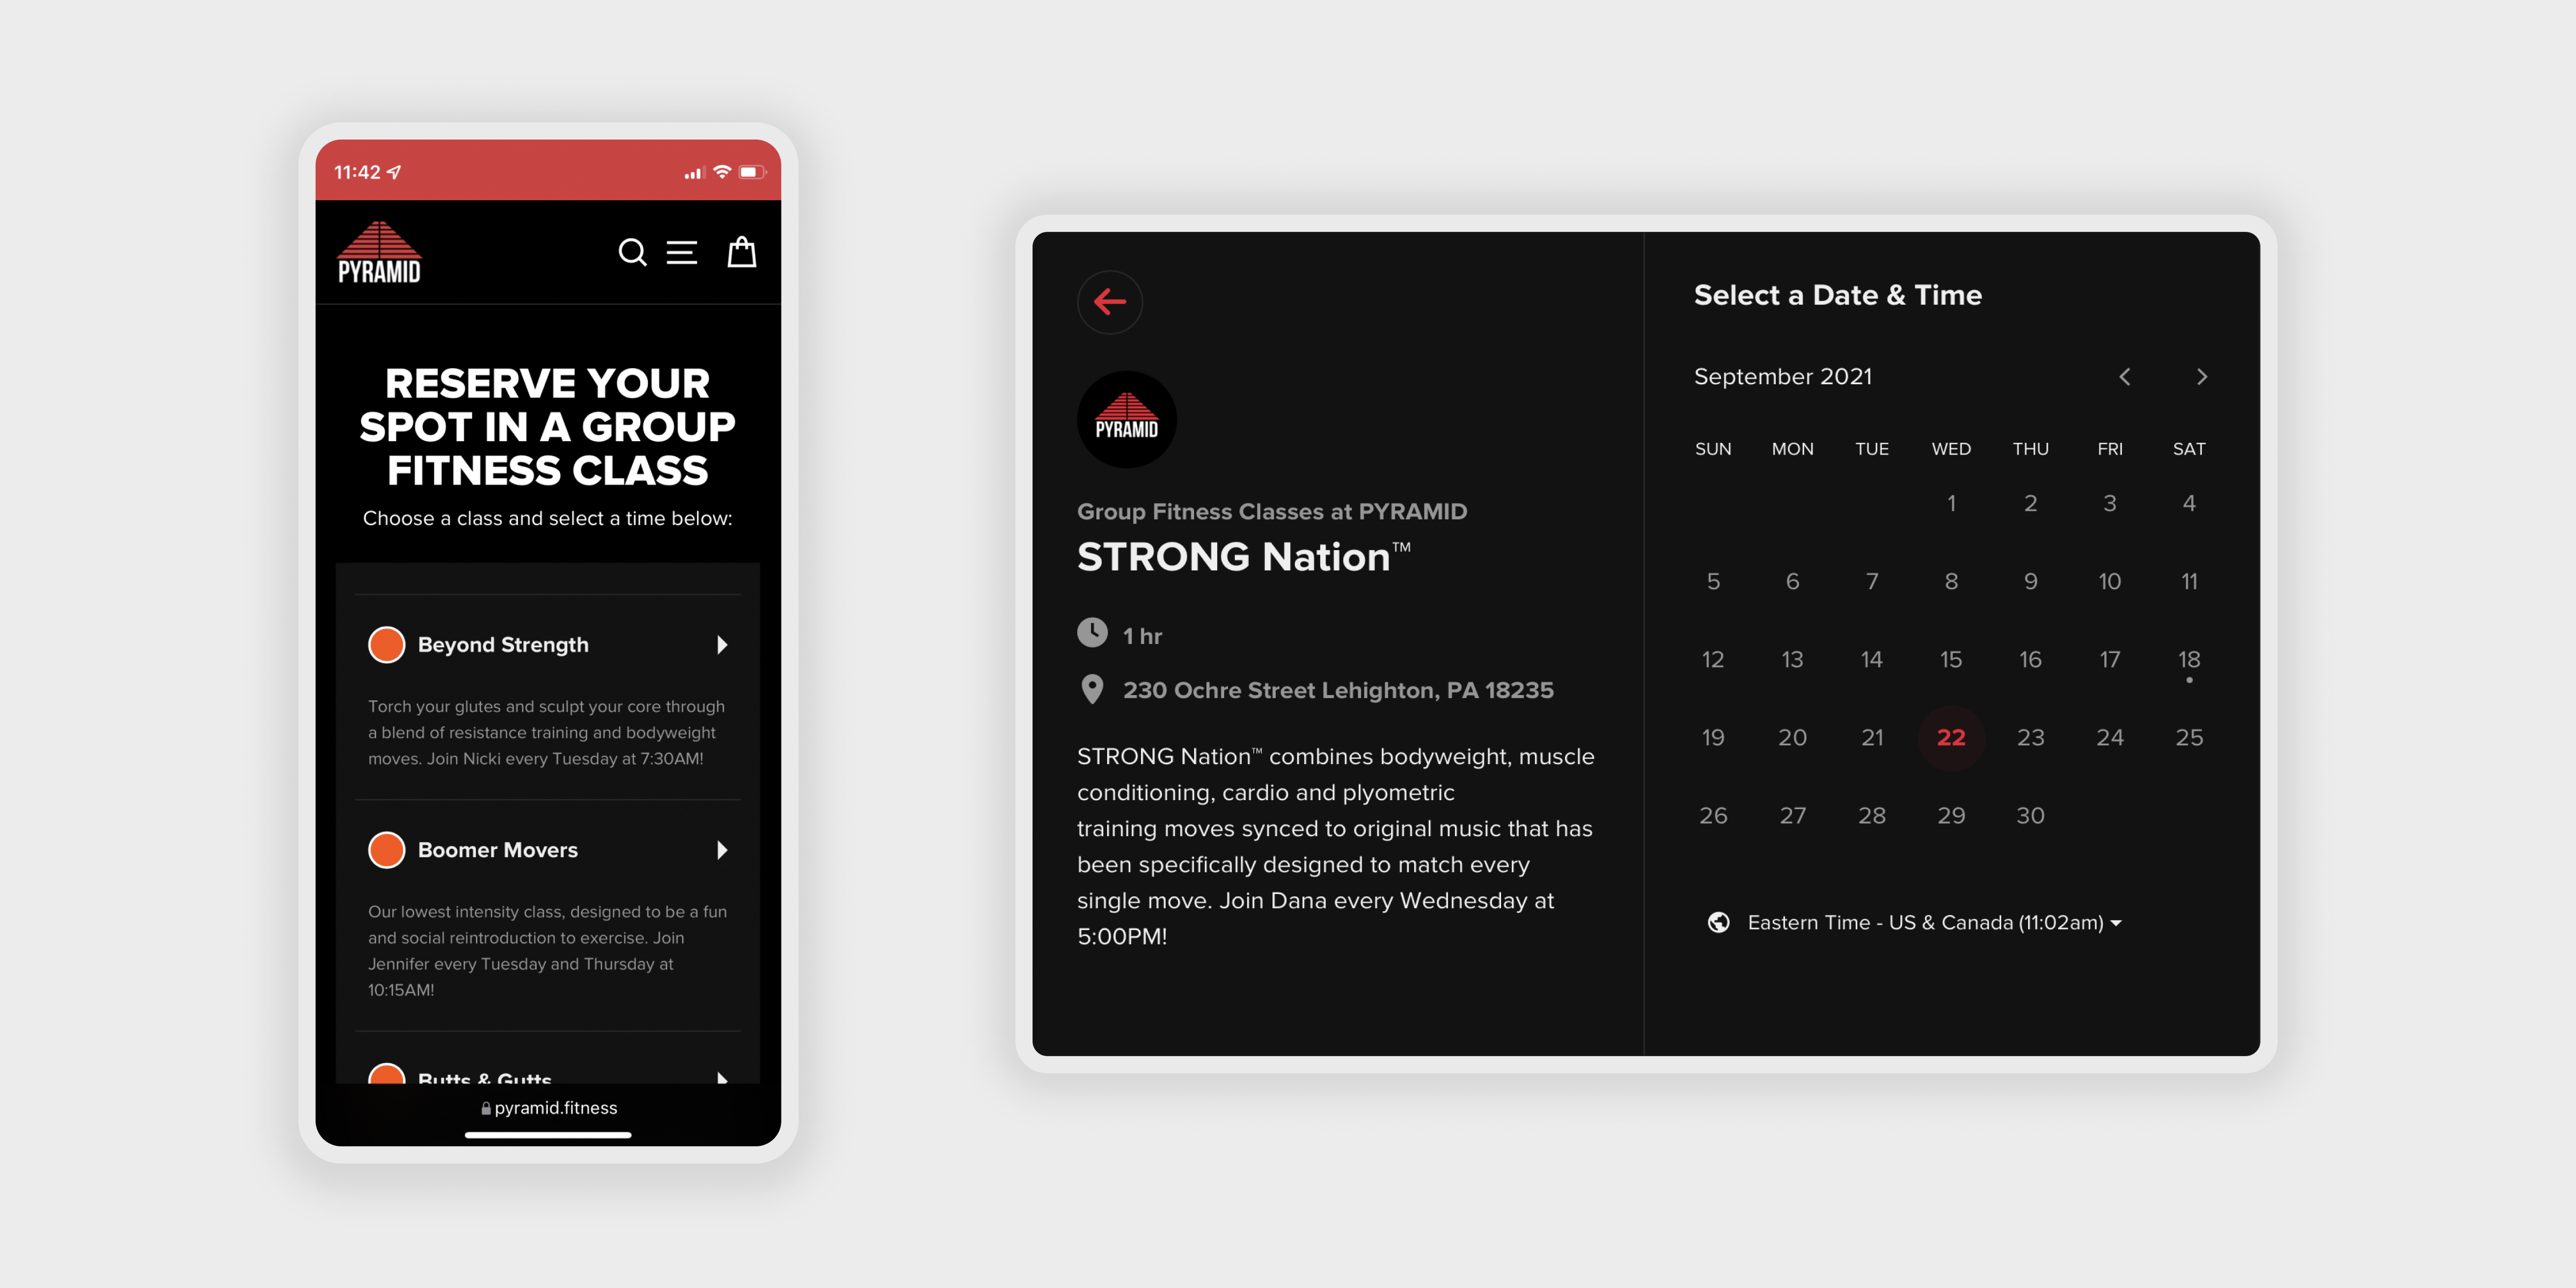 11:42
PYRAMID
RESERVE YOUR
SPOT IN A GROUP
FITNESS CLASS
Choose a class and select a time below:
Beyond Strength
Torch your glutes and sculpt your core through
a blend of resistance training and bodyweight
moves. Join Nicki every Tuesday at 7:30AM!
Boomer Movers
Our lowest intensity class, designed to be a fun
and social reintroduction to exercise. Join
Jennifer every Tuesday and Thursday at
10:15AM!
Butts & Gutts
pyramid.fitness
PYRAMID
Group Fitness Classes at PYRAMID
STRONG Nation™
1 hr
230 Ochre Street Lehighton, PA 18235
STRONG Nation™ combines bodyweight, muscle
conditioning, cardio and plyometric
training moves synced to original music that has
been specifically designed to match every
single move. Join Dana every Wednesday at
5:00PM!
Select a Date & Time
September 2021
SUN MON TUE WED THU FRI SAT
1 2 3 4
5 6 7 8 9 10 11
12 13 14 15 16 17 18
19 20 21 22 23 24 25
26 27 28 29 30
Eastern Time - US & Canada (11:02am)